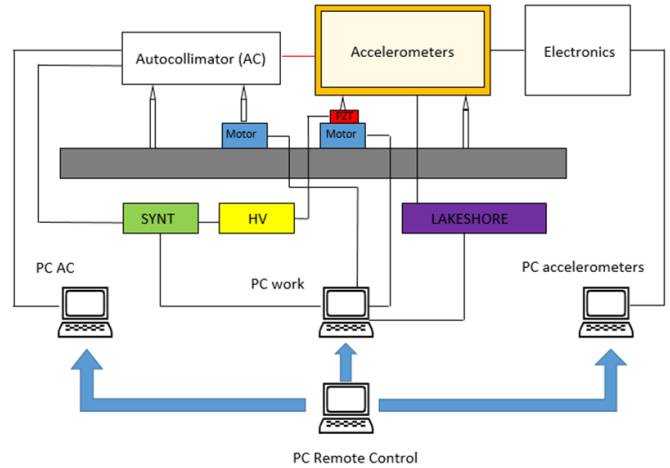 Autocollimator (AC)
Accelerometers
Electronics
PZT
Motor
Motor
SYNT
HV
LAKESHORE
PC AC
PC work
PC accelerometers
PC Remote Control